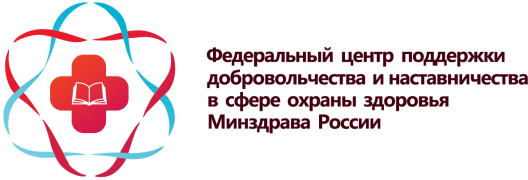 Федеральный центр поддержки
добровольчества и наставничества
в сфере охраны здоровья
Минздрава России